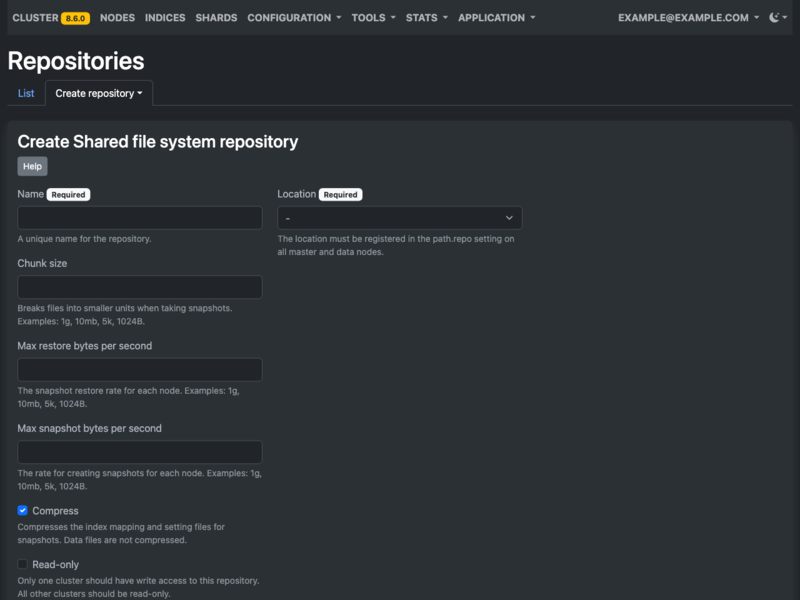 CLUSTER 8.6.0 NODES INDICES SHARDS CONFIGURATION TOOLS STATS APPLICATION EXAMPLE@EXAMPLE.COM
Repositories
List Create repository
Create Shared file system repository
Help
Name Required
A unique name for the repository.
Location Required
–
The location must be registered in the path.repo setting on
all master and data nodes.
Chunk size
Breaks files into smaller units when taking snapshots.
Examples: 1g, 10mb, 5k, 1024B.
Max restore bytes per second
The snapshot restore rate for each node. Examples: 1g,
10mb, 5k, 1024B.
Max snapshot bytes per second
The rate for creating snapshots for each node. Examples: 1g,
10mb, 5k, 1024B.
Compress
Compresses the index mapping and setting files for
snapshots. Data files are not compressed.
Read-only
Only one cluster should have write access to this repository.
All other clusters should be read-only.